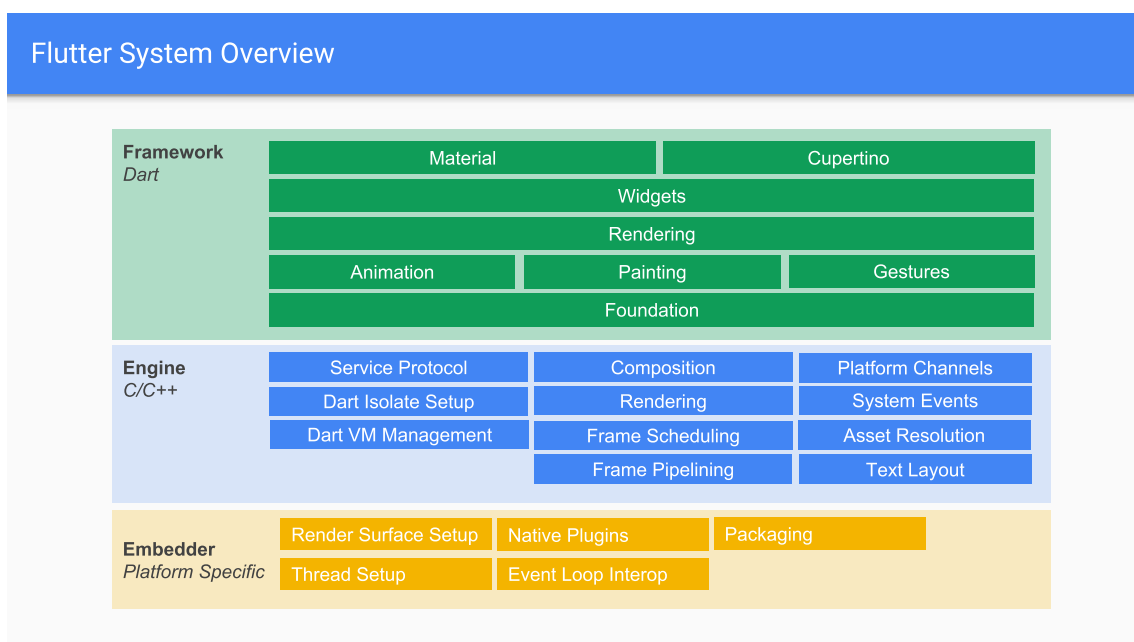 Flutter System Overview
Framework
Dart
Material
Cupertino
Widgets
Rendering
Animation
Painting
Gestures
Foundation
Engine
C/C++
Service Protocol
Composition
Platform Channels
Dart Isolate Setup
Rendering
System Events
Dart VM Management
Frame Scheduling
Asset Resolution
Frame Pipelining
Text Layout
Embedder
Platform Specific
Render Surface Setup
Native Plugins
Packaging
Thread Setup
Event Loop Interop